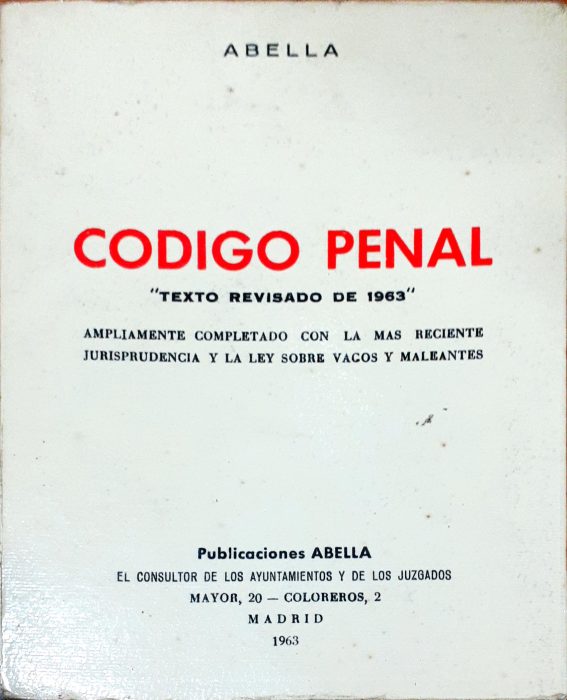 ABELLA
CODIGO PENAL
"TEXTO REVISADO DE 1963"
AMPLIAMENTE COMPLETADO CON LA MAS RECIENTE
JURISPRUDENCIA Y LA LEY SOBRE VAGOS Y MALEANTES
Publicaciones ABELLA
EL CONSULTOR DE LOS AYUNTAMIENTOS Y DE LOS JUZGADOS
MAYOR, 20 — COLOREROS, 2
MADRID
1963